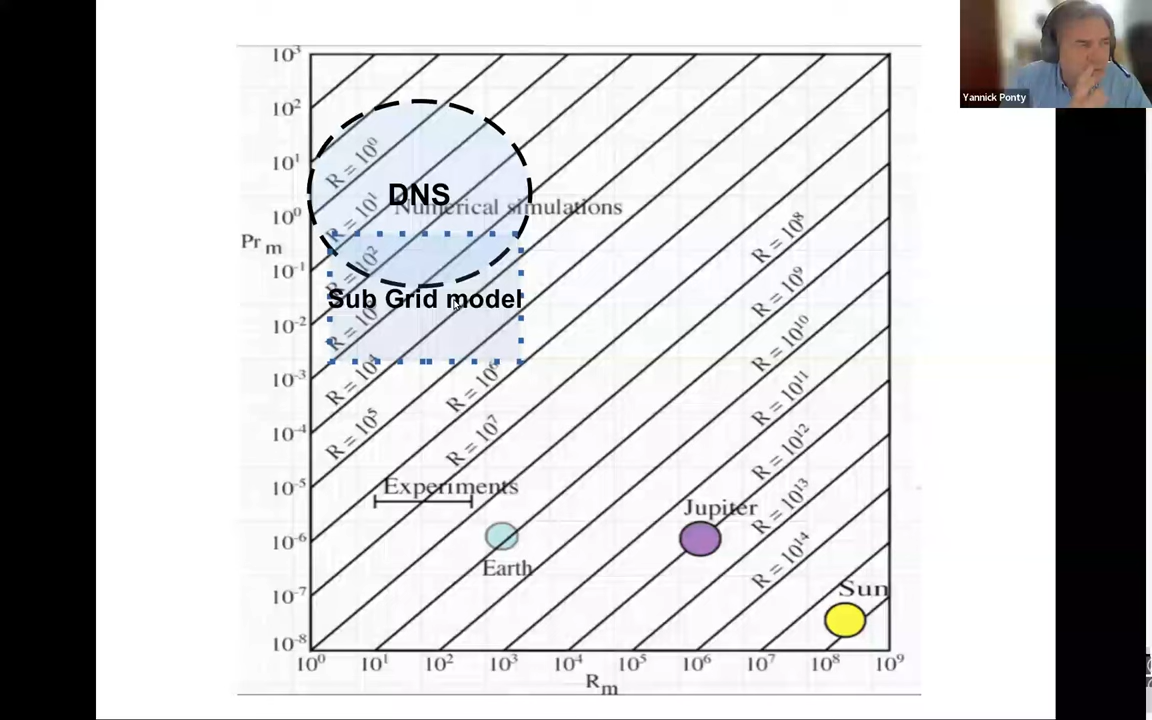 Yannick Ponty
10³
10²
10¹
10⁰
Pr m
10⁻¹
10⁻²
10⁻³
10⁻⁴
10⁻⁵
10⁻⁶
10⁻⁷
10⁻⁸
R = 10⁰
R = 10¹
R = 10²
R = 10
R = 10⁴
R = 10⁵
R = 10⁶
R = 10⁷
R = 10⁸
R = 10⁹
R = 10¹⁰
R = 10¹¹
R = 10¹²
R = 10¹³
R = 10¹⁴
DNS
Numerical simulations
Sub Grid model
Experiments
Earth
Jupiter
Sun
10⁰ 10¹ 10² 10³ 10⁴ 10⁵ 10⁶ 10⁷ 10⁸ 10⁹
R m